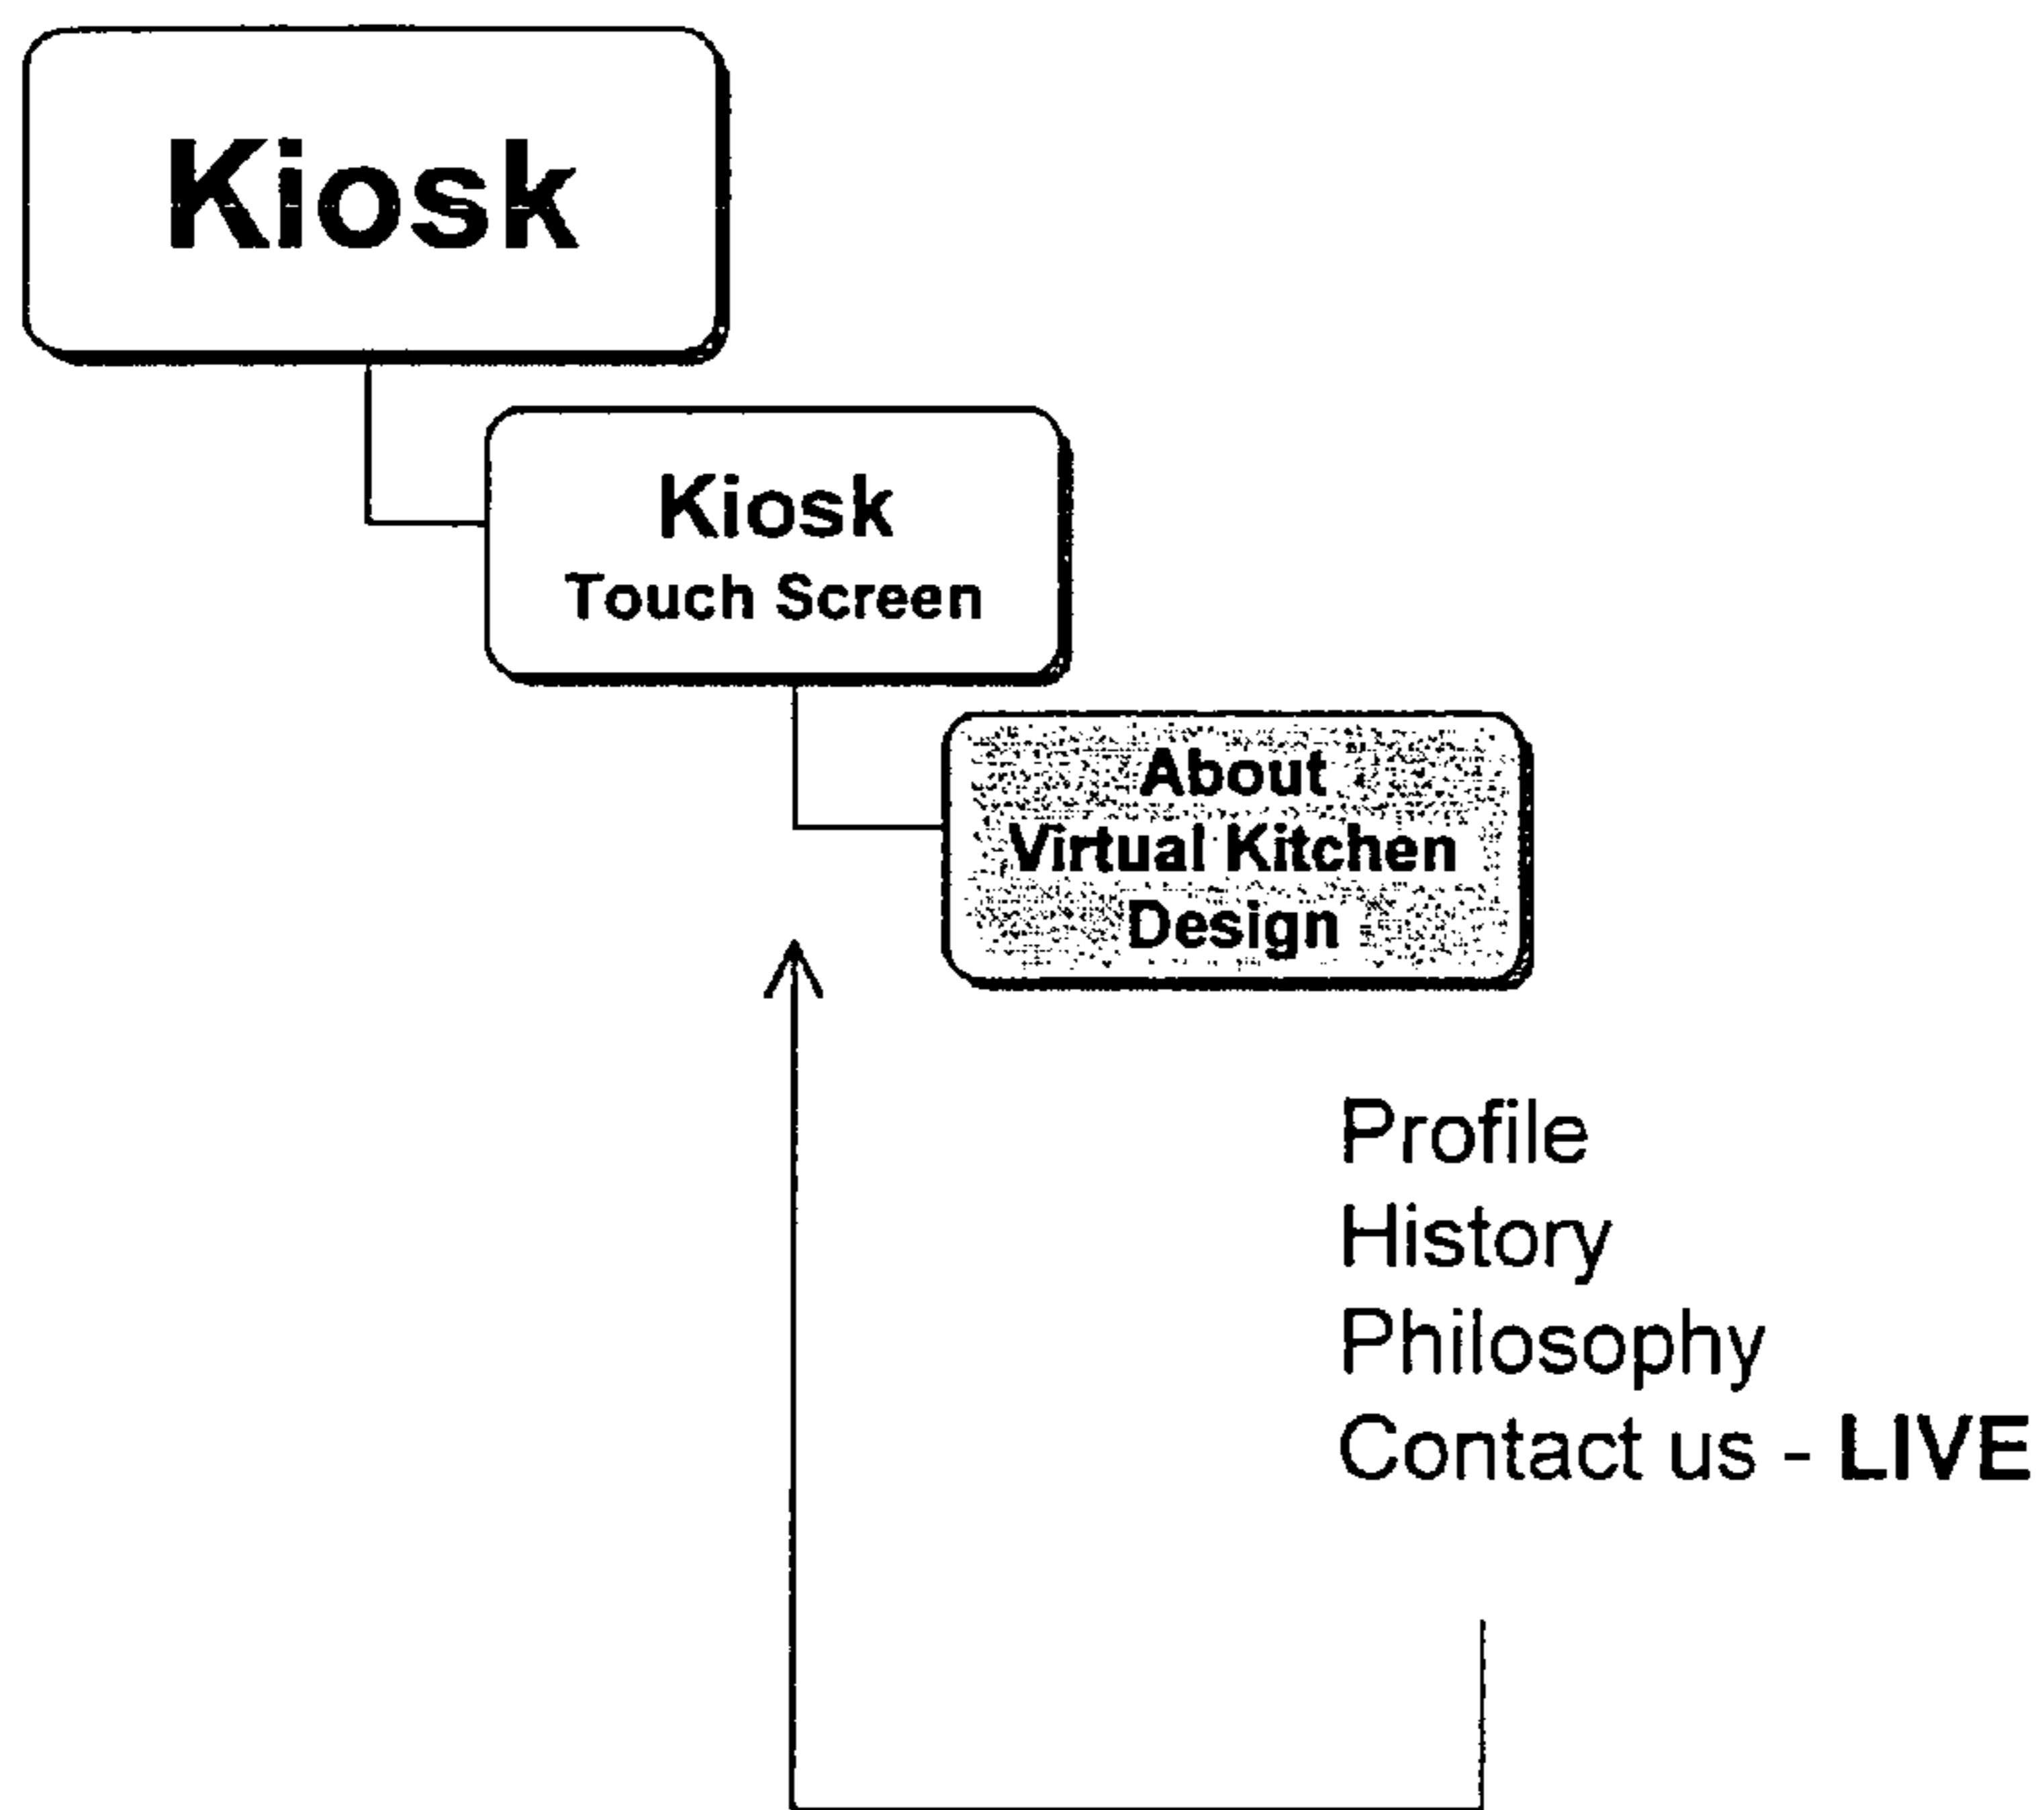 Kiosk
Kiosk
Touch Screen
About
Virtual Kitchen
Design
Profile
History
Philosophy
Contact us - LIVE